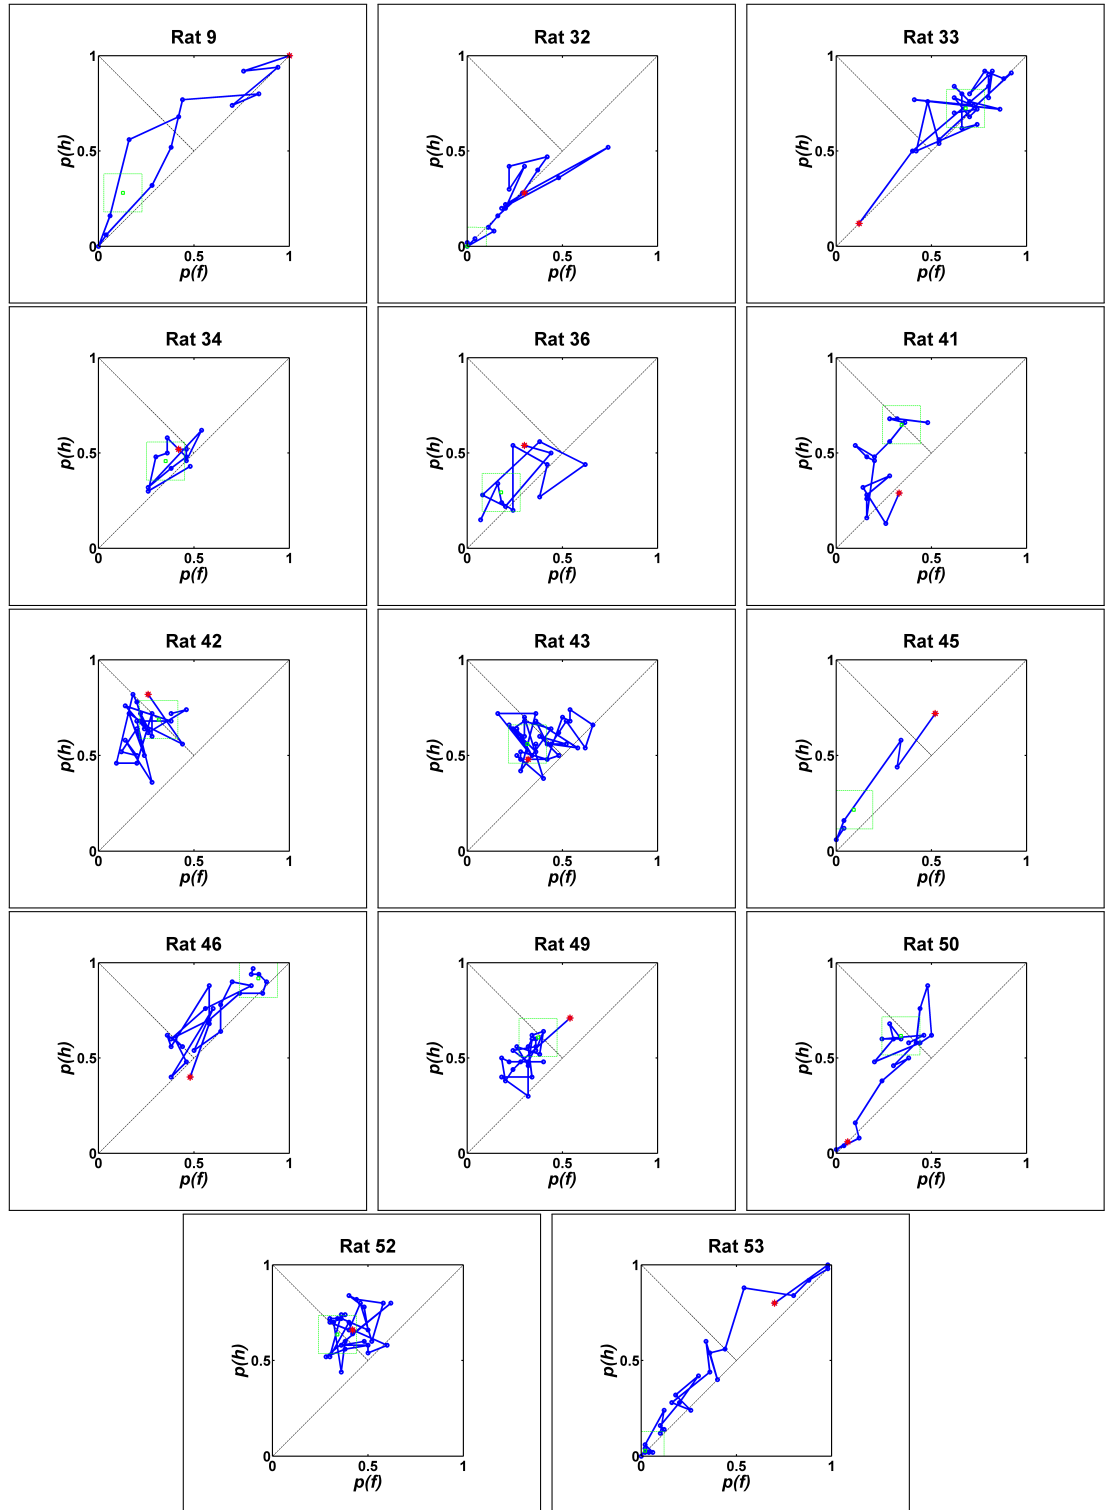 Rat 9
1
p(h)
0.5
0
0 0.5 1
p(f)
Rat 32
1
p(h)
0.5
0
0 0.5 1
p(f)
Rat 33
1
p(h)
0.5
0
0 0.5 1
p(f)
Rat 34
1
p(h)
0.5
0
0 0.5 1
p(f)
Rat 36
1
p(h)
0.5
0
0 0.5 1
p(f)
Rat 41
1
p(h)
0.5
0
0 0.5 1
p(f)
Rat 42
1
p(h)
0.5
0
0 0.5 1
p(f)
Rat 43
1
p(h)
0.5
0
0 0.5 1
p(f)
Rat 45
1
p(h)
0.5
0
0 0.5 1
p(f)
Rat 46
1
p(h)
0.5
0
0 0.5 1
p(f)
Rat 49
1
p(h)
0.5
0
0 0.5 1
p(f)
Rat 50
1
p(h)
0.5
0
0 0.5 1
p(f)
Rat 52
1
p(h)
0.5
0
0 0.5 1
p(f)
Rat 53
1
p(h)
0.5
0
0 0.5 1
p(f)